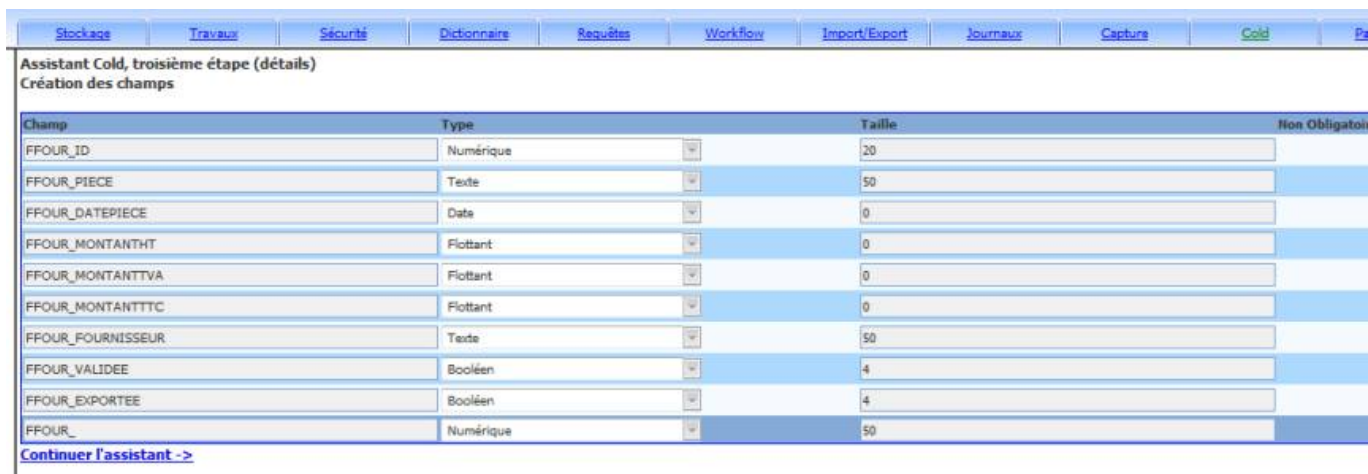 Stockage Travaux Sécurité Dictionnaire Requêtes Workflow Import/Export Journaux Capture Cold Pa
Assistant Cold, troisième étape (détails)
Création des champs
Champ Type Taille Non Obligatoir
FFOUR_ID Numérique 20
FFOUR_PIECE Texte 50
FFOUR_DATEPIECE Date 0
FFOUR_MONTANTHT Flottant 0
FFOUR_MONTANTTVA Flottant 0
FFOUR_MONTANTTTC Flottant 0
FFOUR_FOURNISSEUR Texte 50
FFOUR_VALIDEE Booléen 4
FFOUR_EXPORTEE Booléen 4
FFOUR_ Numérique 50
Continuer l'assistant ->